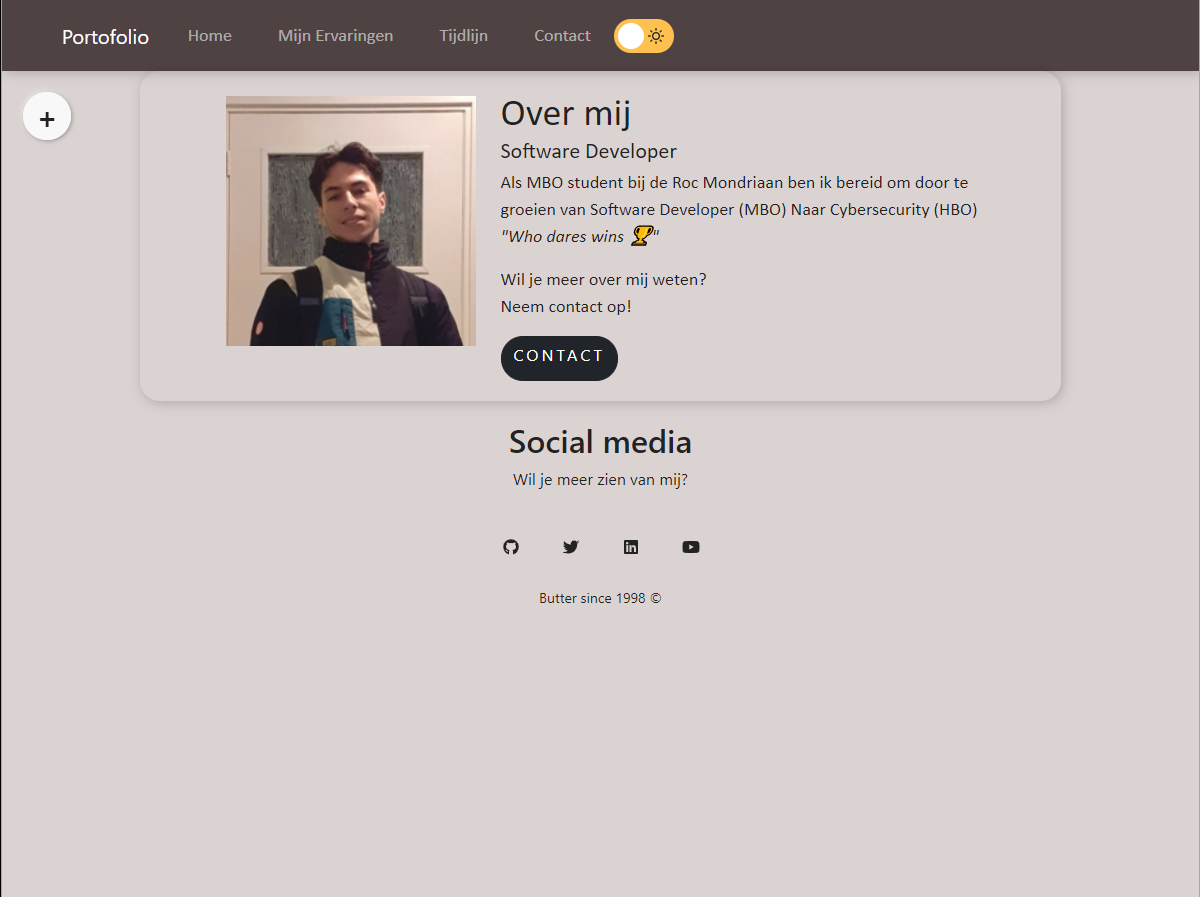 Portofolio Home Mijn Ervaringen Tijdlijn Contact
+
Over mij
Software Developer
Als MBO student bij de Roc Mondriaan ben ik bereid om door te
groeien van Software Developer (MBO) Naar Cybersecurity (HBO)
"Who dares wins 🏆"
Wil je meer over mij weten?
Neem contact op!
CONTACT
Social media
Wil je meer zien van mij?
Butter since 1998 ©